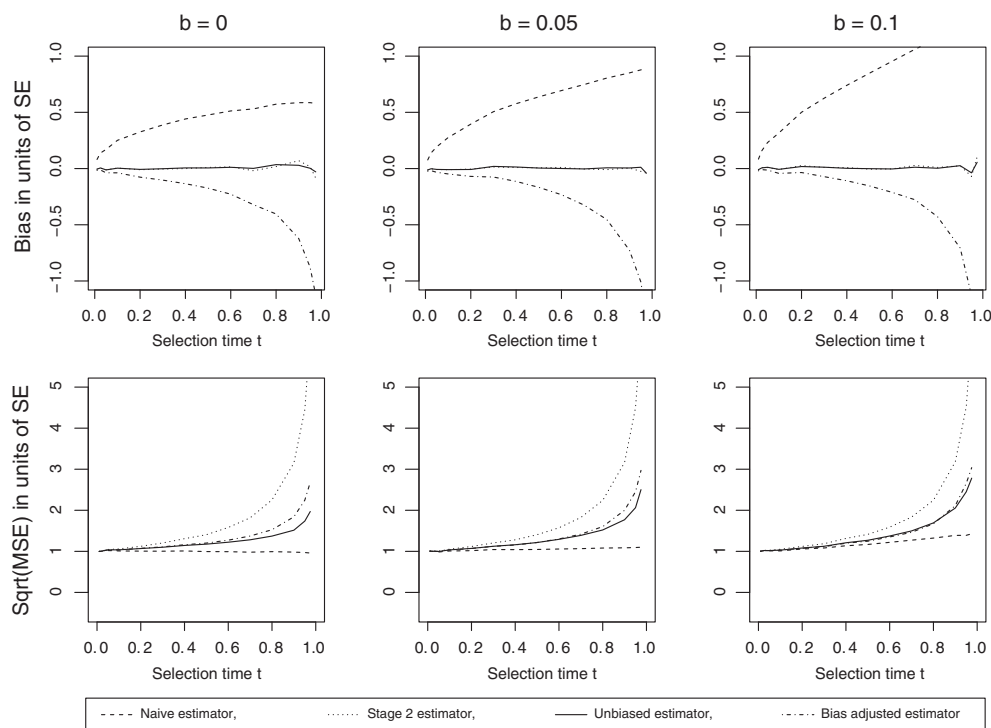 b = 0
b = 0.05
b = 0.1
Bias in units of SE
1.0
0.5
0.0
−0.5
−1.0
0.0 0.2 0.4 0.6 0.8 1.0
Selection time t
1.0
0.5
0.0
−0.5
−1.0
0.0 0.2 0.4 0.6 0.8 1.0
Selection time t
1.0
0.5
0.0
−0.5
−1.0
0.0 0.2 0.4 0.6 0.8 1.0
Selection time t
Sqrt(MSE) in units of SE
5
4
3
2
1
0
0.0 0.2 0.4 0.6 0.8 1.0
Selection time t
5
4
3
2
1
0
0.0 0.2 0.4 0.6 0.8 1.0
Selection time t
5
4
3
2
1
0
0.0 0.2 0.4 0.6 0.8 1.0
Selection time t
Naive estimator, Stage 2 estimator, Unbiased estimator, Bias adjusted estimator